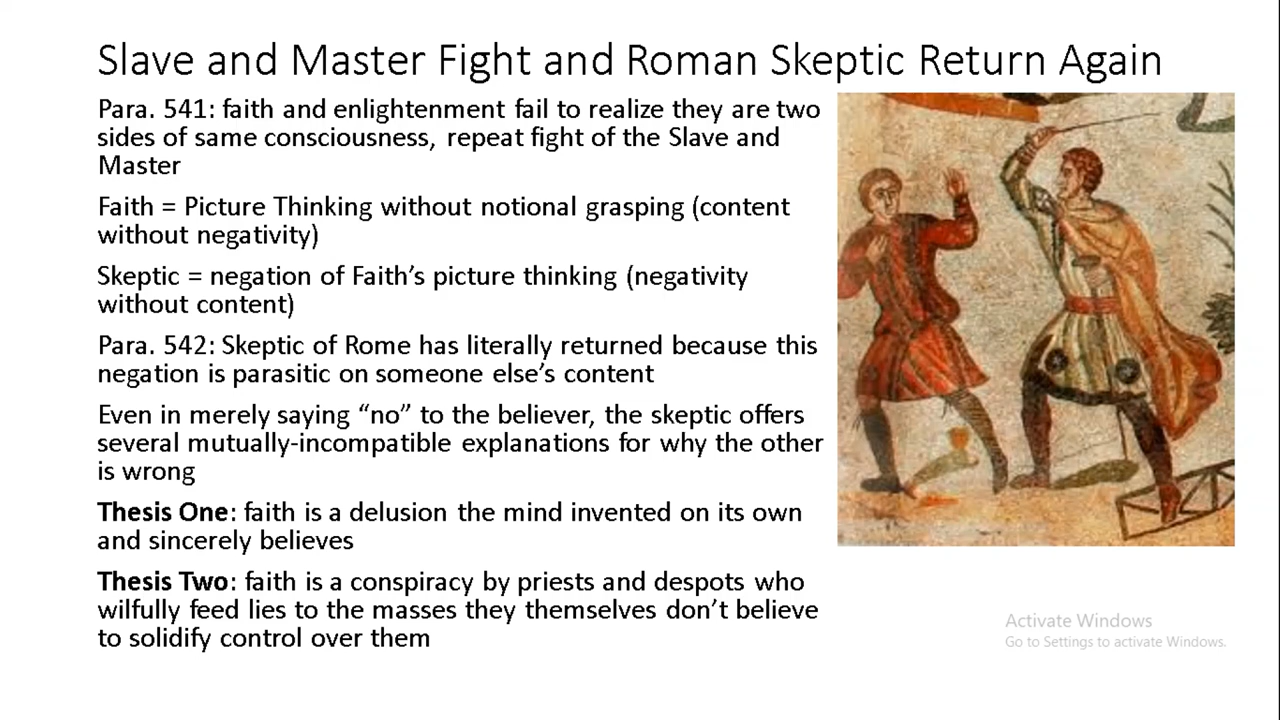 Slave and Master Fight and Roman Skeptic Return Again
Para. 541: faith and enlightenment fail to realize they are two
sides of same consciousness, repeat fight of the Slave and
Master
Faith = Picture Thinking without notional grasping (content
without negativity)
Skeptic = negation of Faith’s picture thinking (negativity
without content)
Para. 542: Skeptic of Rome has literally returned because this
negation is parasitic on someone else’s content
Even in merely saying “no” to the believer, the skeptic offers
several mutually-incompatible explanations for why the other
is wrong
Thesis One: faith is a delusion the mind invented on its own
and sincerely believes
Thesis Two: faith is a conspiracy by priests and despots who
wilfully feed lies to the masses they themselves don’t believe
to solidify control over them
Activate Windows
Go to Settings to activate Windows.